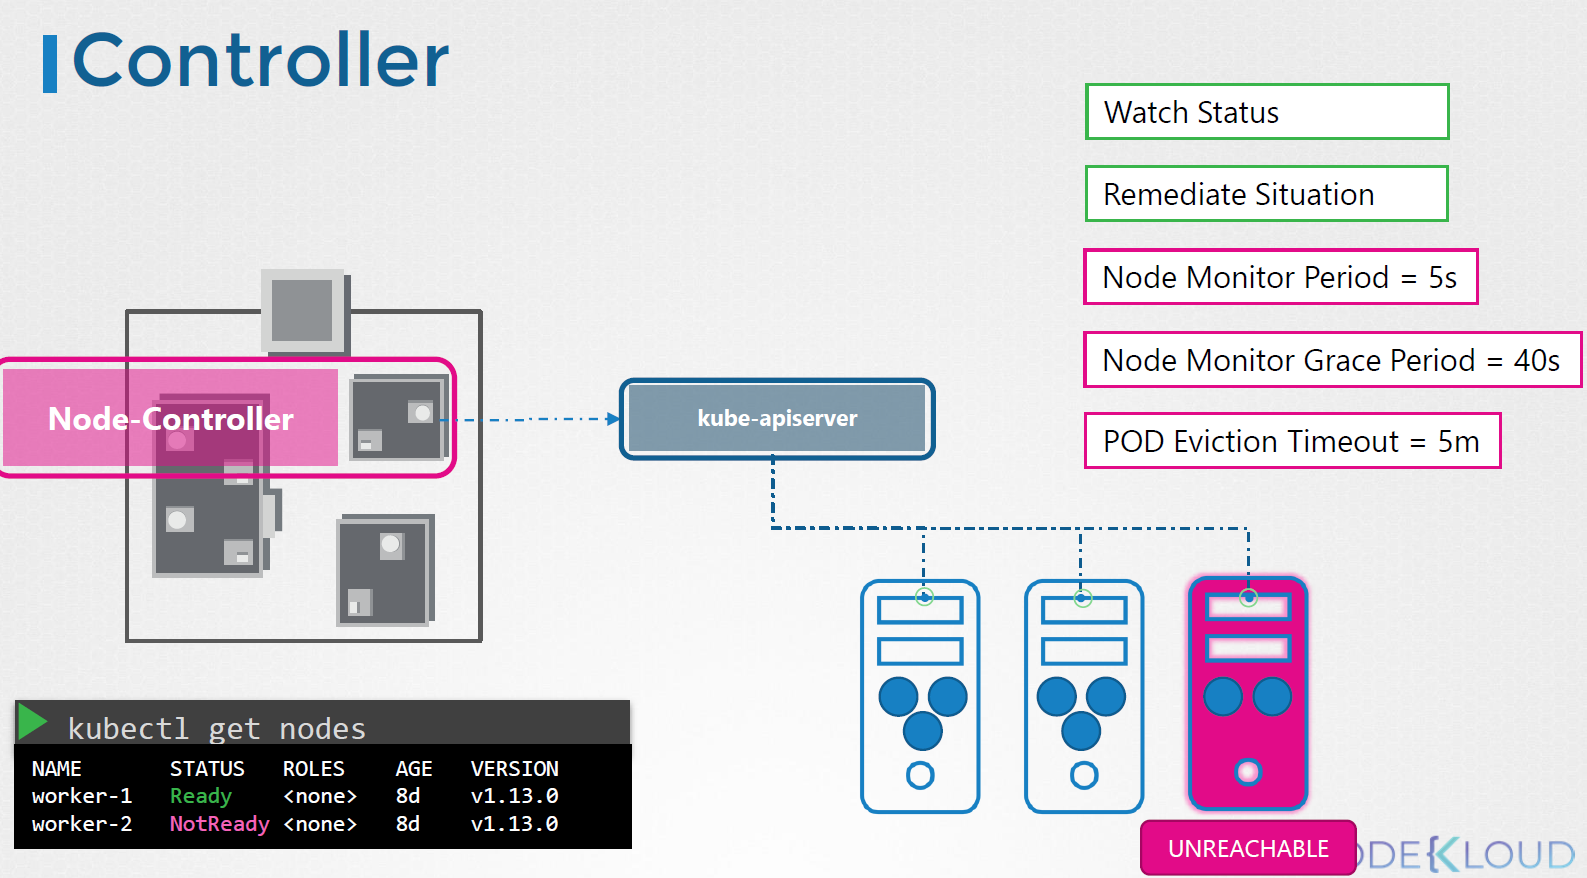 Controller
Watch Status
Remediate Situation
Node Monitor Period = 5s
Node Monitor Grace Period = 40s
POD Eviction Timeout = 5m
Node-Controller
kube-apiserver
kubectl get nodes
NAME STATUS ROLES AGE VERSION
worker-1 Ready <none> 8d v1.13.0
worker-2 NotReady <none> 8d v1.13.0
UNREACHABLE
ODEKLOUD